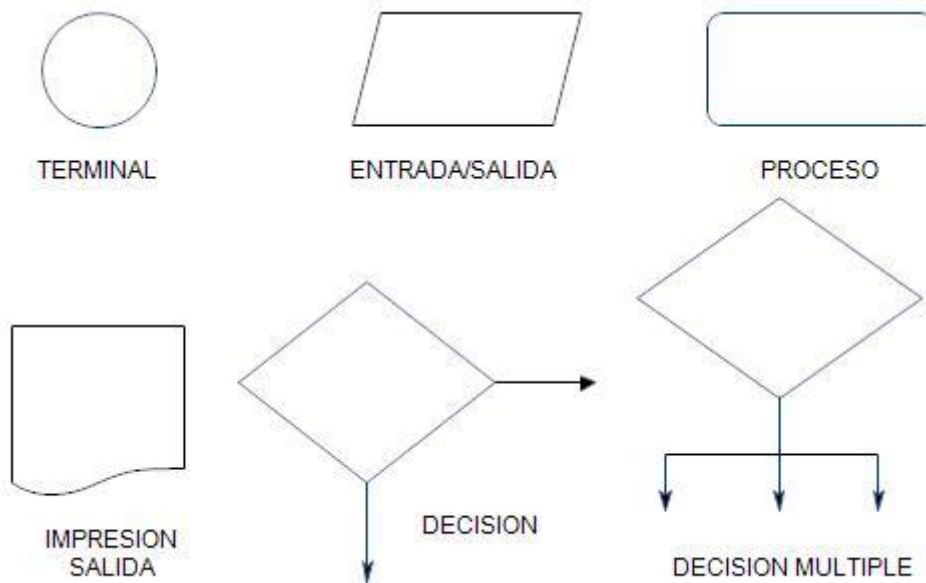 TERMINAL
ENTRADA/SALIDA
PROCESO
IMPRESION
SALIDA
DECISION
DECISION MULTIPLE